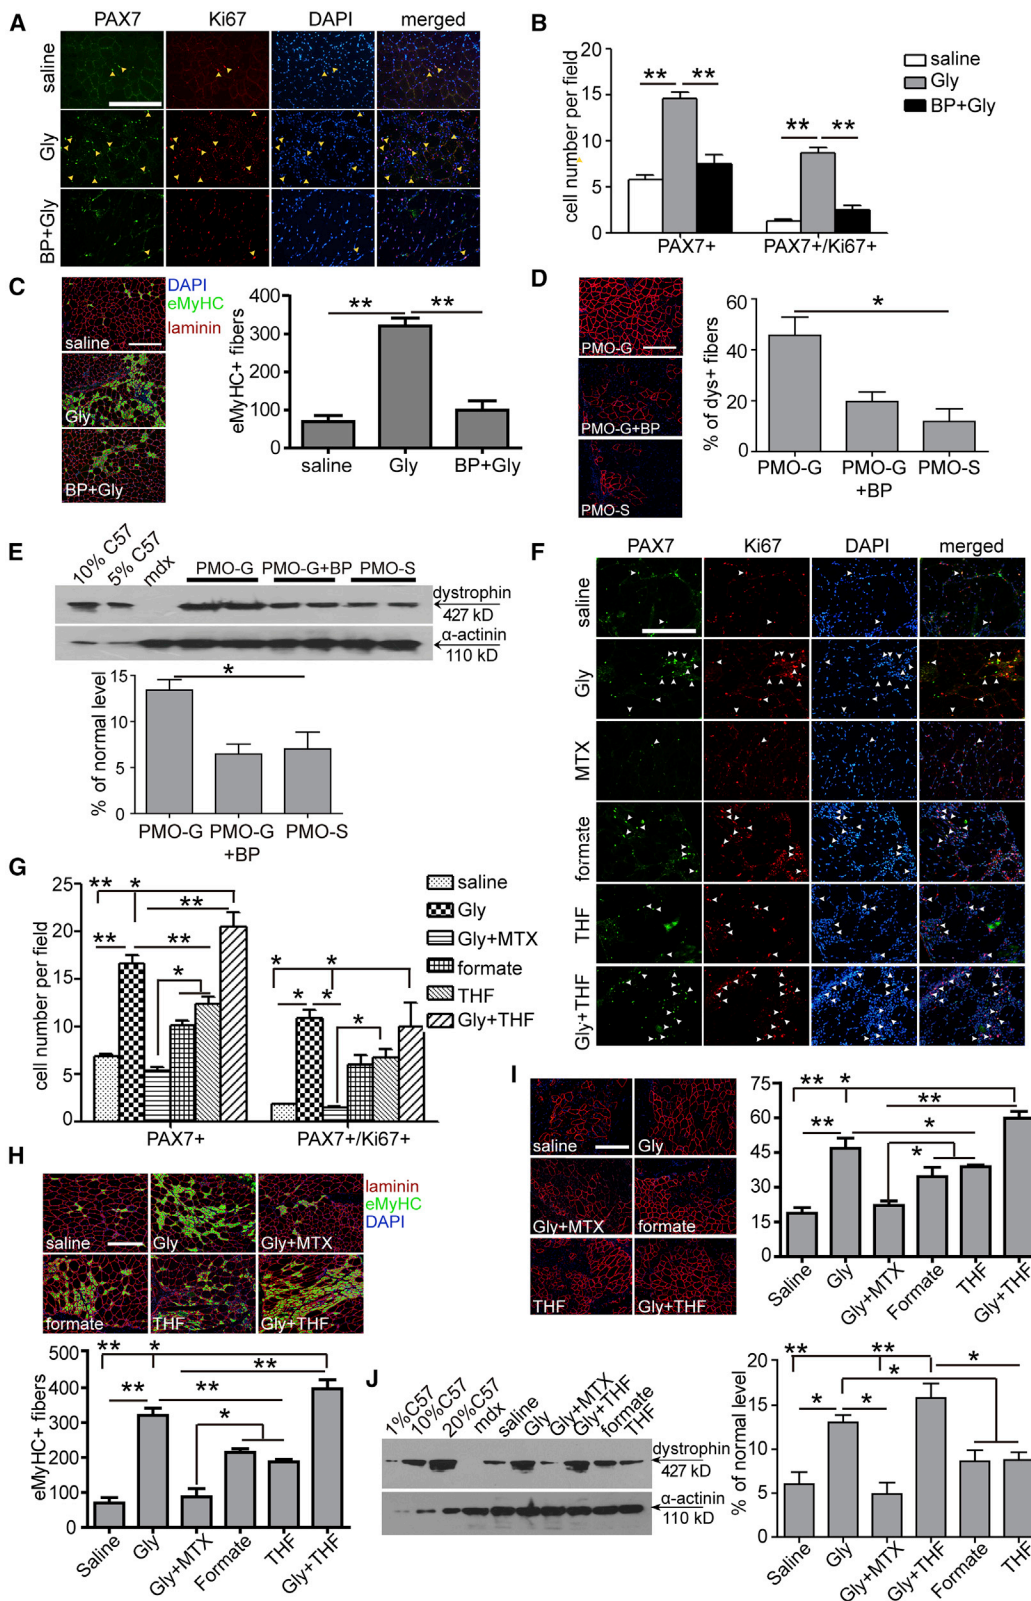 A
PAX7 Ki67 DAPI merged
saline
Gly
BP+Gly
B
cell number per field
20
15
10
5
0
** **
** **
PAX7+ PAX7+/Ki67+
saline
Gly
BP+Gly
C
DAPI
eMyHC
laminin
saline
Gly
BP+Gly
eMyHC+ fibers
400
300
200
100
0
** **
saline Gly BP+Gly
D
PMO-G
PMO-G+BP
PMO-S
% of dys+ fibers
60
40
20
0
*
PMO-G PMO-G PMO-S
+BP
E
10% C57 5% C57 mdx
PMO-G PMO-G+BP PMO-S
dystrophin
427 kD
α-actinin
110 kD
% of normal level
15
10
5
0
*
PMO-G PMO-G PMO-S
+BP
F
PAX7 Ki67 DAPI merged
saline
Gly
MTX
formate
THF
Gly+THF
G
cell number per field
25
20
15
10
5
0
** *
**
** **
*
* *
* *
*
PAX7+ PAX7+/Ki67+
saline
Gly
Gly+MTX
formate
THF
Gly+THF
H
laminin
eMyHC
DAPI
saline Gly Gly+MTX
formate THF Gly+THF
eMyHC+ fibers
500
400
300
200
100
0
** *
**
** **
*
Saline Gly Gly+MTX Formate THF Gly+THF
I
saline Gly
Gly+MTX formate
THF Gly+THF
75
60
45
30
15
0
** *
**
** *
*
Saline Gly Gly+MTX Formate THF Gly+THF
J
1%C57 10%C57 20%C57 mdx saline Gly Gly+MTX Gly+THF formate THF
dystrophin
427 kD
α-actinin
110 kD
% of normal level
20
15
10
5
0
** ** *
*
* *
Saline Gly Gly+MTX Gly+THF Formate THF